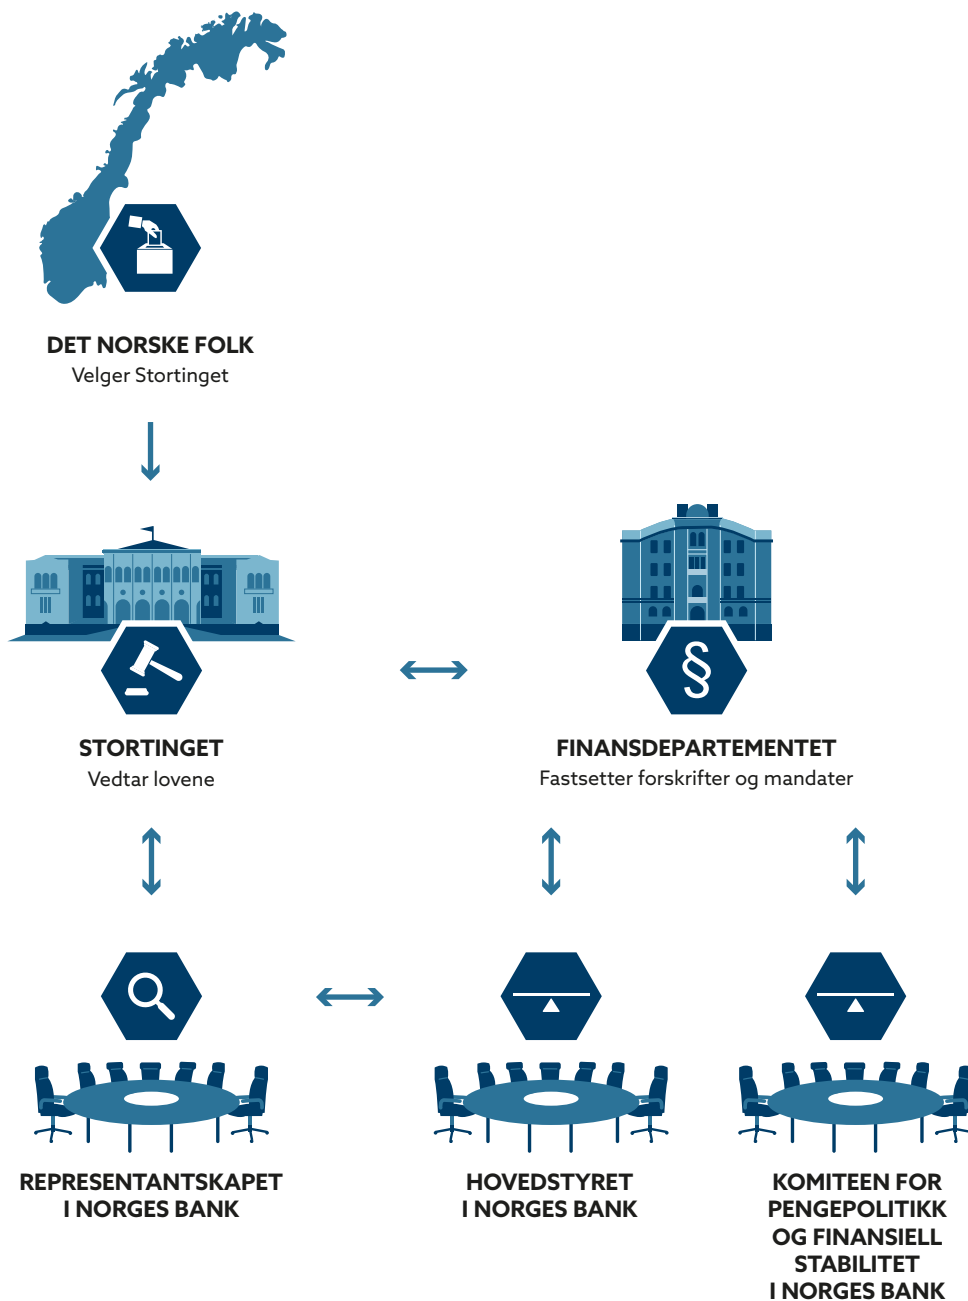 DET NORSKE FOLK
Velger Stortinget
STORTINGET
Vedtar lovene
§
FINANSDEPARTEMENTET
Fastsetter forskrifter og mandater
REPRESENTANTSKAPET
I NORGES BANK
HOVEDSTYRET
I NORGES BANK
KOMITEEN FOR
PENGEPOLITIKK
OG FINANSIELL
STABILITET
I NORGES BANK